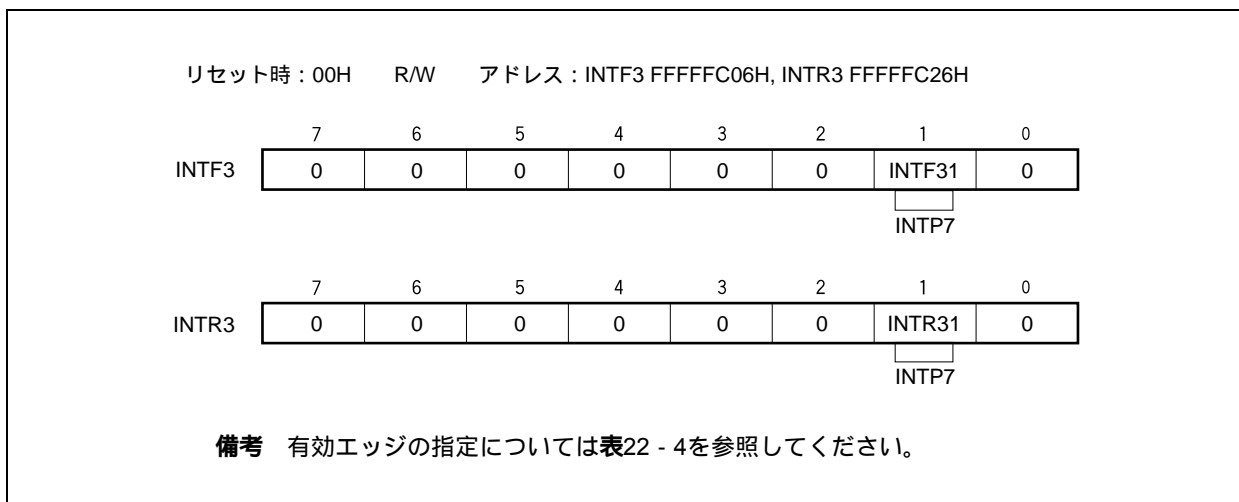 リセット時：00H R/W アドレス：INTF3 FFFFFC06H, INTR3 FFFFFC26H
7 6 5 4 3 2 1 0
INTF3 0 0 0 0 0 0 INTF31 0
INTP7
7 6 5 4 3 2 1 0
INTR3 0 0 0 0 0 0 INTR31 0
INTP7
備考 有効エッジの指定については表22 - 4を参照してください。